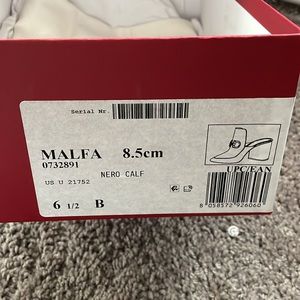 Serial Nr.
MALFA 8.5cm
0732891
NERO CALF
US U 21752
UPC/EAN
6 1/2 B
8 058572 926060